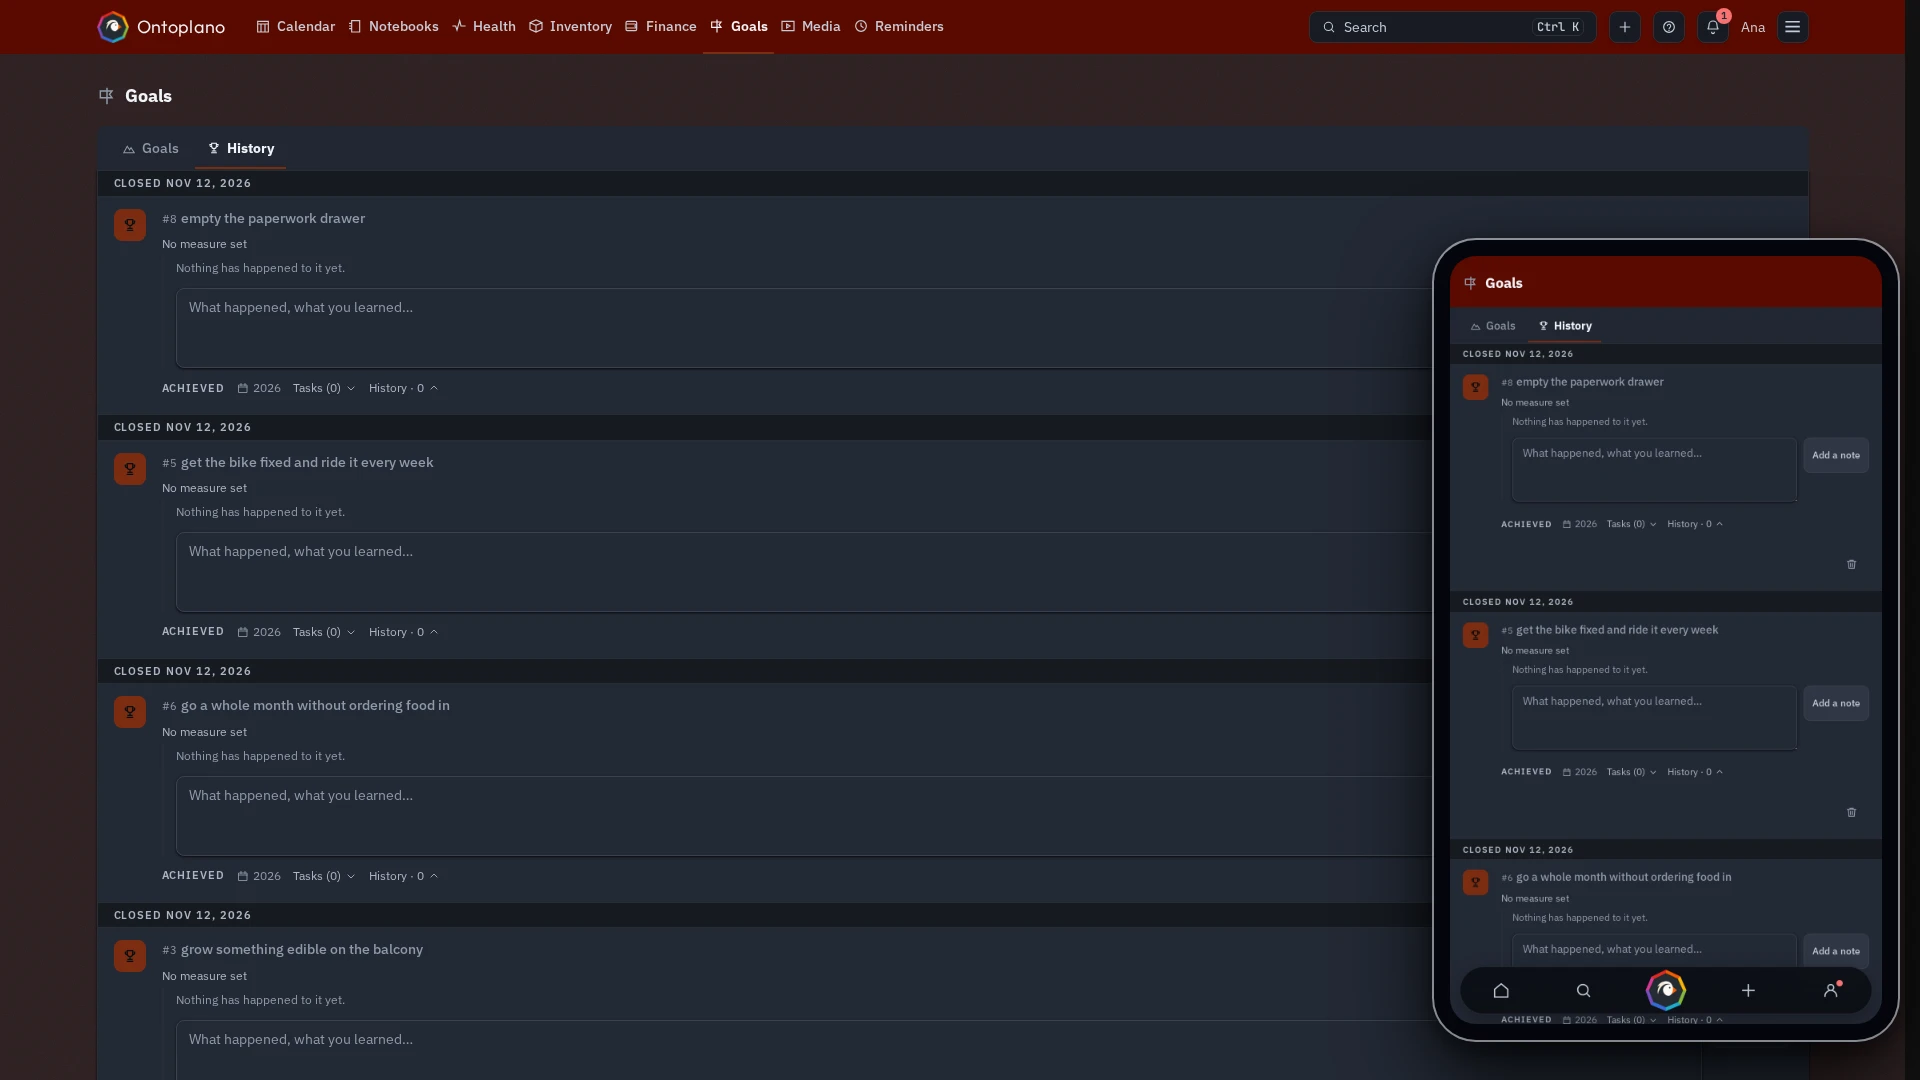 Ontoplano Calendar Notebooks Health Inventory Finance Goals Media Reminders Search Ctrl K 1 Ana
Goals
Goals History
CLOSED NOV 12, 2026
#8 empty the paperwork drawer
No measure set
Nothing has happened to it yet.
What happened, what you learned...
ACHIEVED 2026 Tasks (0) History · 0
CLOSED NOV 12, 2026
#5 get the bike fixed and ride it every week
No measure set
Nothing has happened to it yet.
What happened, what you learned...
ACHIEVED 2026 Tasks (0) History · 0
CLOSED NOV 12, 2026
#6 go a whole month without ordering food in
No measure set
Nothing has happened to it yet.
What happened, what you learned...
ACHIEVED 2026 Tasks (0) History · 0
CLOSED NOV 12, 2026
#3 grow something edible on the balcony
No measure set
Nothing has happened to it yet.
What happened, what you learned...
Goals
Goals History
CLOSED NOV 12, 2026
#8 empty the paperwork drawer
No measure set
Nothing has happened to it yet.
What happened, what you learned... Add a note
ACHIEVED 2026 Tasks (0) History · 0
CLOSED NOV 12, 2026
#5 get the bike fixed and ride it every week
No measure set
Nothing has happened to it yet.
What happened, what you learned... Add a note
ACHIEVED 2026 Tasks (0) History · 0
CLOSED NOV 12, 2026
#6 go a whole month without ordering food in
No measure set
Nothing has happened to it yet.
What happened, what you learned... Add a note
ACHIEVED 2026 Tasks (0) History · 0